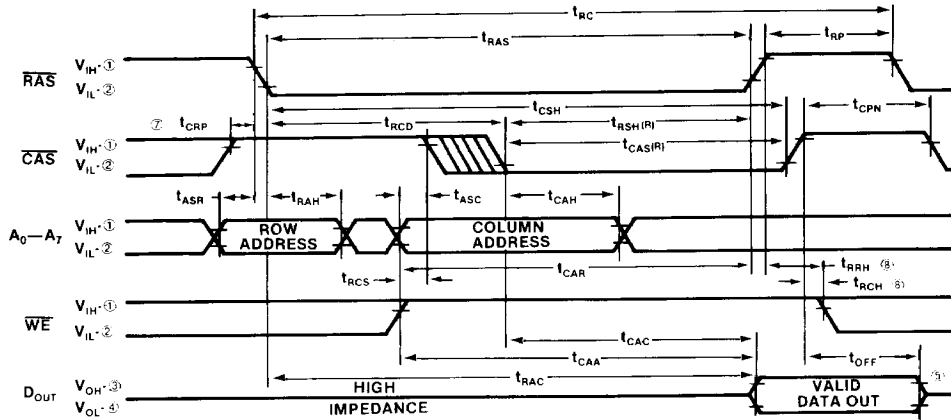 tRC
tRAS
tRP
RAS
VIH-①
VIL-②
tCSH
⑦ tCRP
tRCD
tRSH(R)
tCPN
CAS
VIH-①
VIL-②
tCAS(R)
tASR
tRAH
tASC
tCAH
A0—A7
VIH-①
VIL-②
ROW ADDRESS
COLUMN ADDRESS
tRCS
tCAR
tRRH ⑧
tRCH ⑧
WE
VIH-①
VIL-②
tCAC
tCAA
tOFF
tRAC
DOUT
VOH-③
VOL-④
HIGH
IMPEDANCE
VALID
DATA OUT
⑤